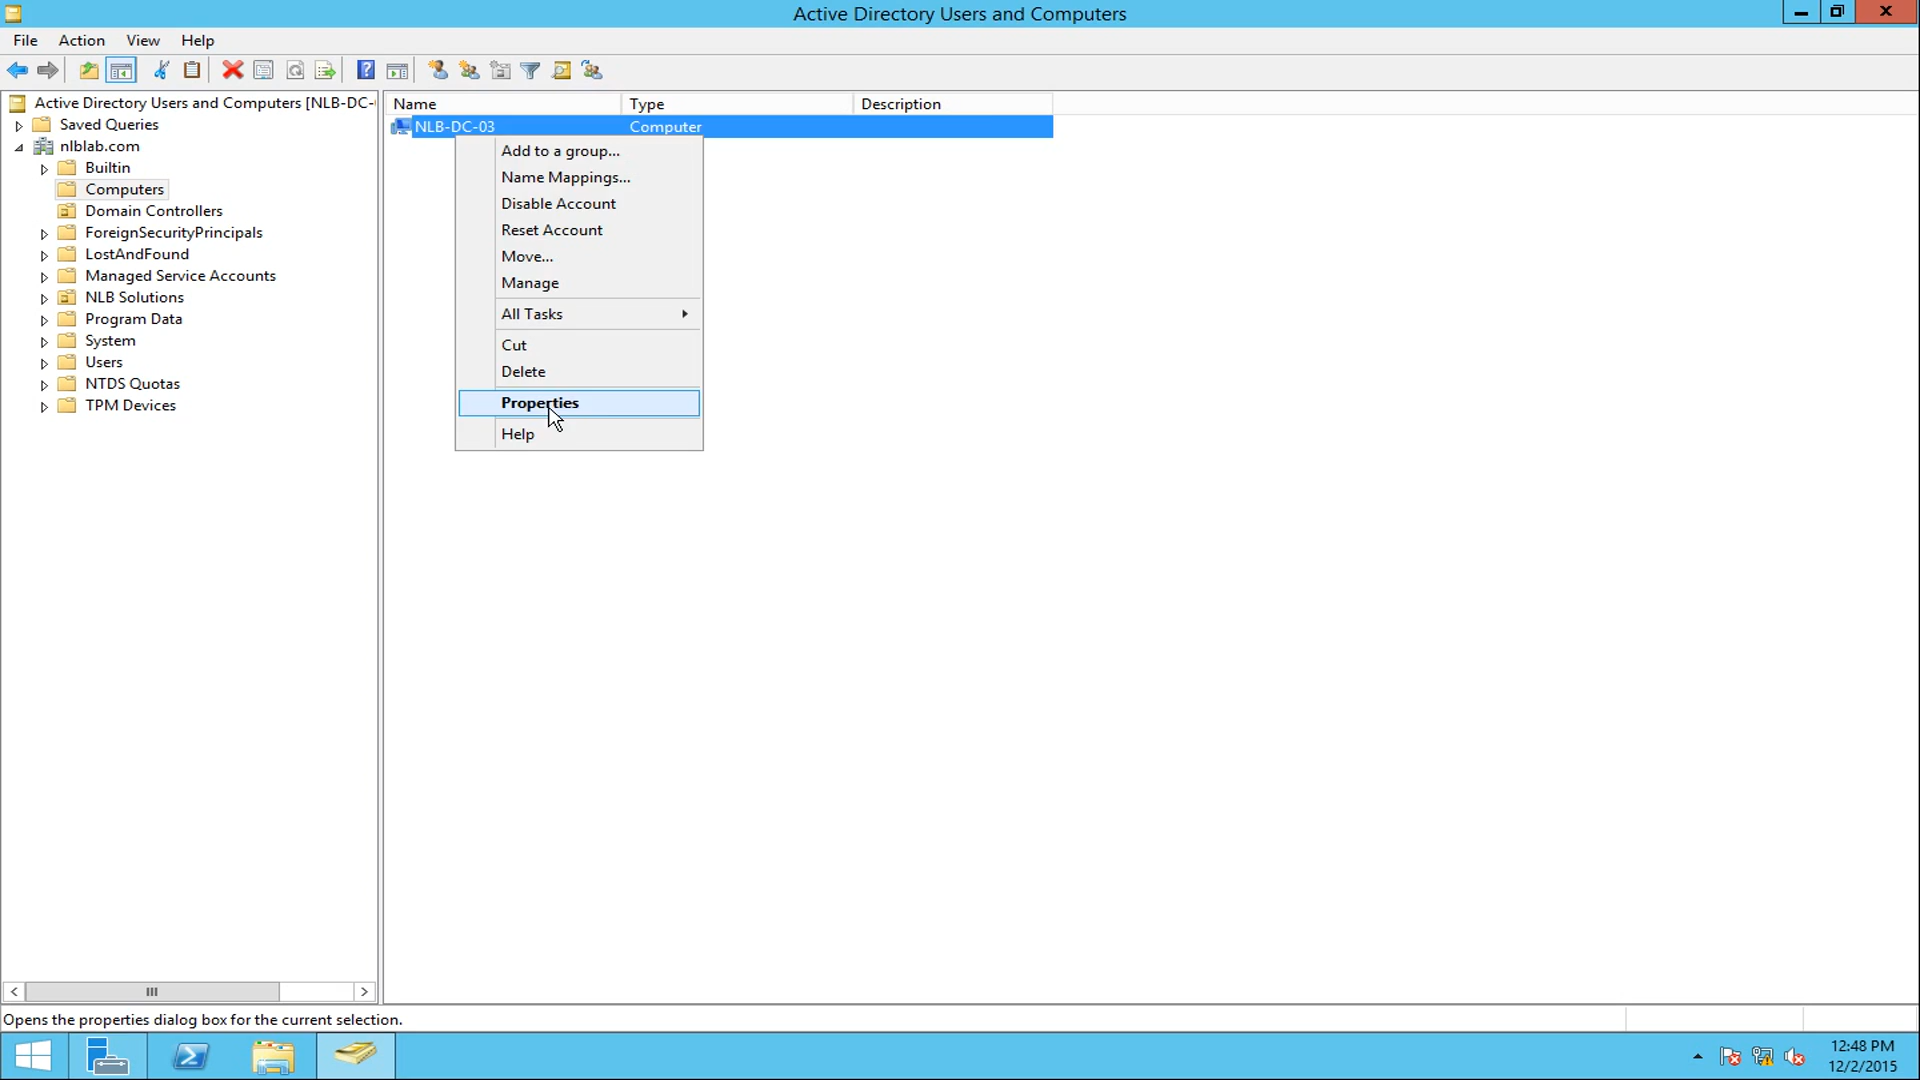 Active Directory Users and Computers
File Action View Help
Active Directory Users and Computers [NLB-DC-
Saved Queries
nlblab.com
Builtin
Computers
Domain Controllers
ForeignSecurityPrincipals
LostAndFound
Managed Service Accounts
NLB Solutions
Program Data
System
Users
NTDS Quotas
TPM Devices
Name Type Description
NLB-DC-03 Computer
Add to a group...
Name Mappings...
Disable Account
Reset Account
Move...
Manage
All Tasks
Cut
Delete
Properties
Help
Opens the properties dialog box for the current selection.
12:48 PM
12/2/2015